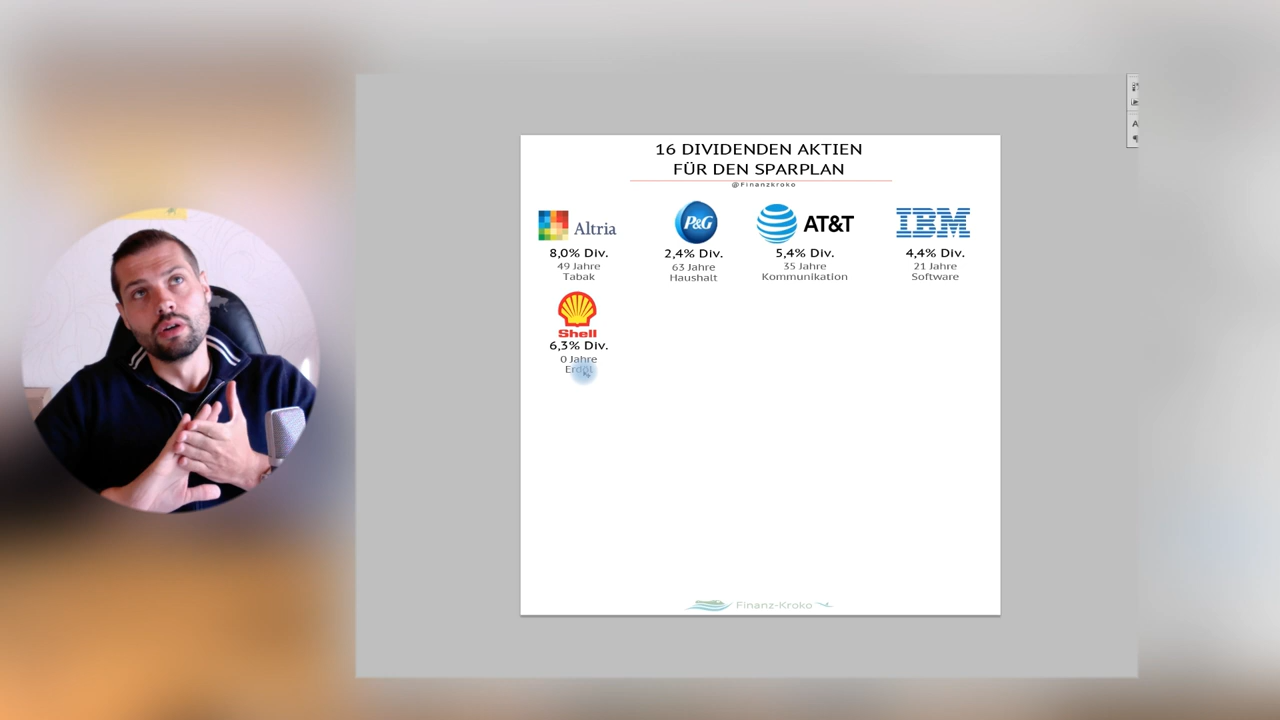 16 DIVIDENDEN AKTIEN
FÜR DEN SPARPLAN
@Finanzkroko
Altria
8,0% Div.
49 Jahre
Tabak
P&G
2,4% Div.
63 Jahre
Haushalt
AT&T
5,4% Div.
35 Jahre
Kommunikation
IBM
4,4% Div.
21 Jahre
Software
Shell
6,3% Div.
0 Jahre
Erdöl
Finanz-Kroko
A